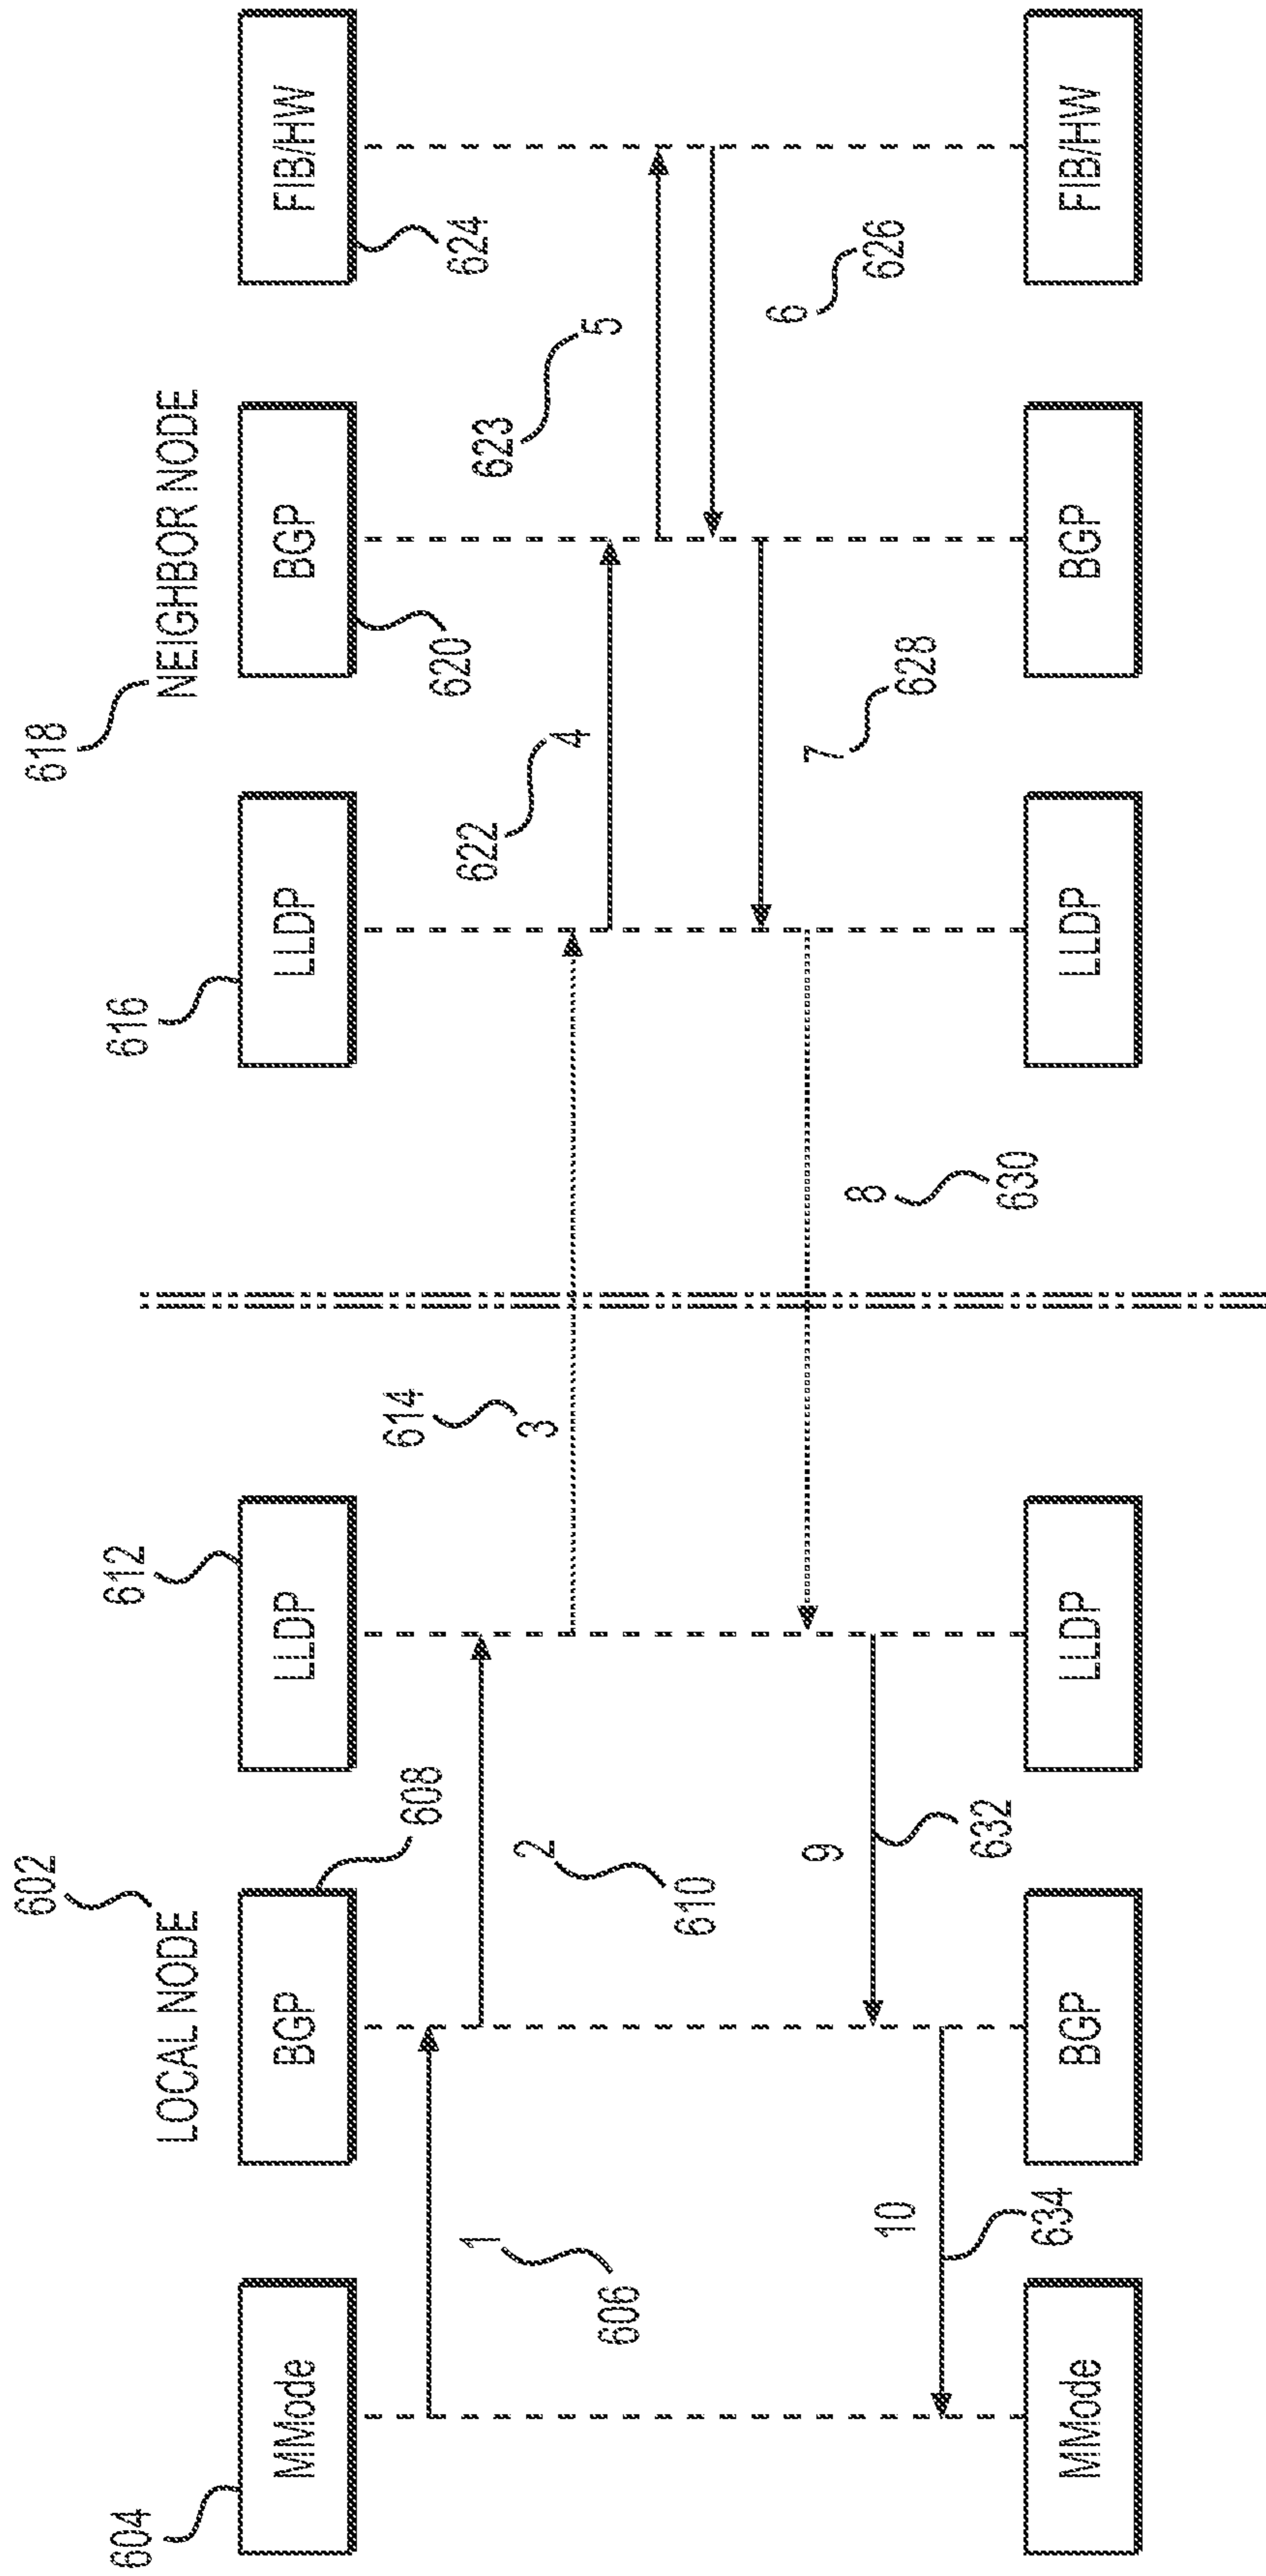 602
LOCAL NODE
618
NEIGHBOR NODE
604
MMode
BGP
608
612
LLDP
616
LLDP
BGP
620
FIB/HW
624
1
606
2
610
614
3
622
4
623
5
6
626
7
628
8
630
9
632
10
634
MMode
BGP
LLDP
LLDP
BGP
FIB/HW